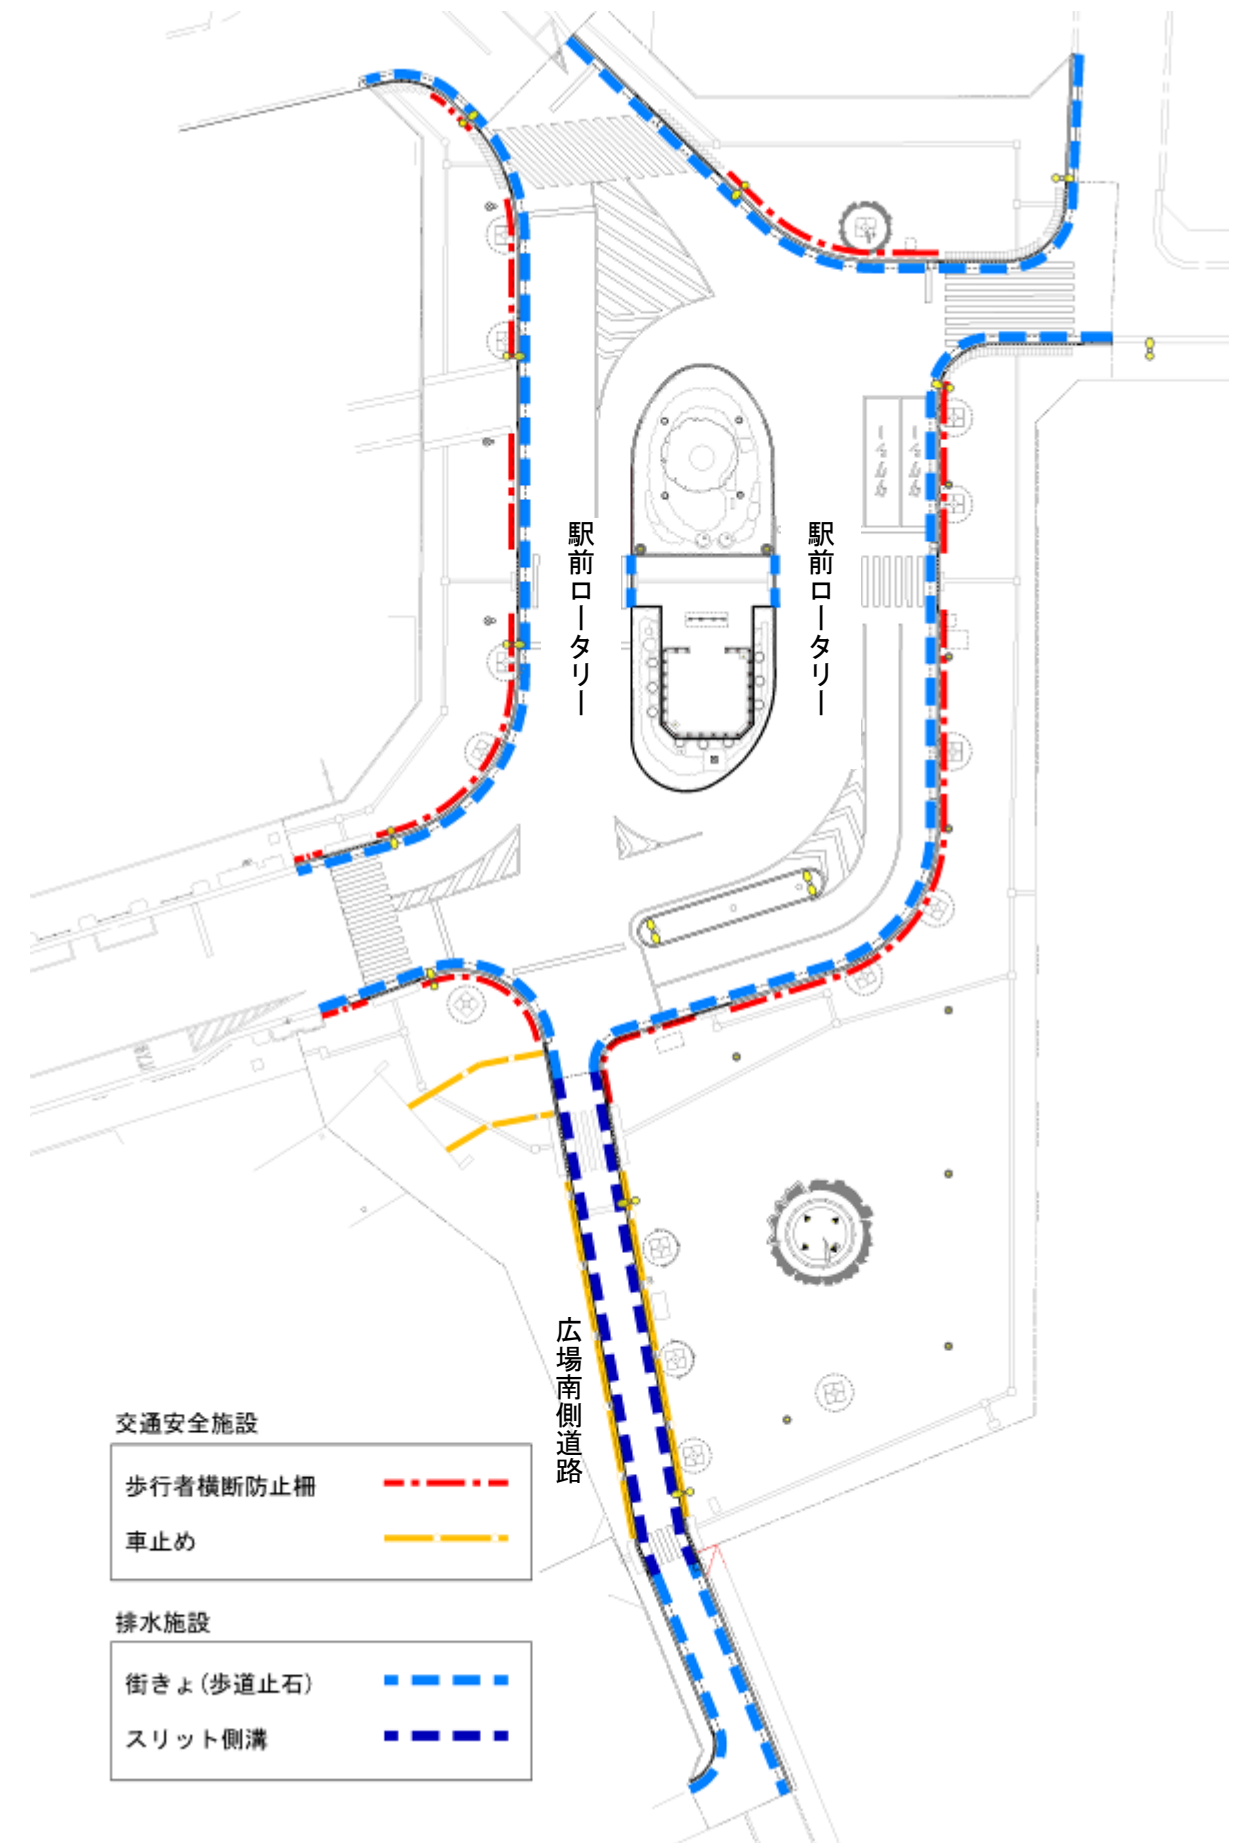 駅前ロータリー
駅前ロータリー
広場南側道路
交通安全施設
歩行者横断防止柵
車止め
排水施設
街きょ(歩道止石)
スリット側溝